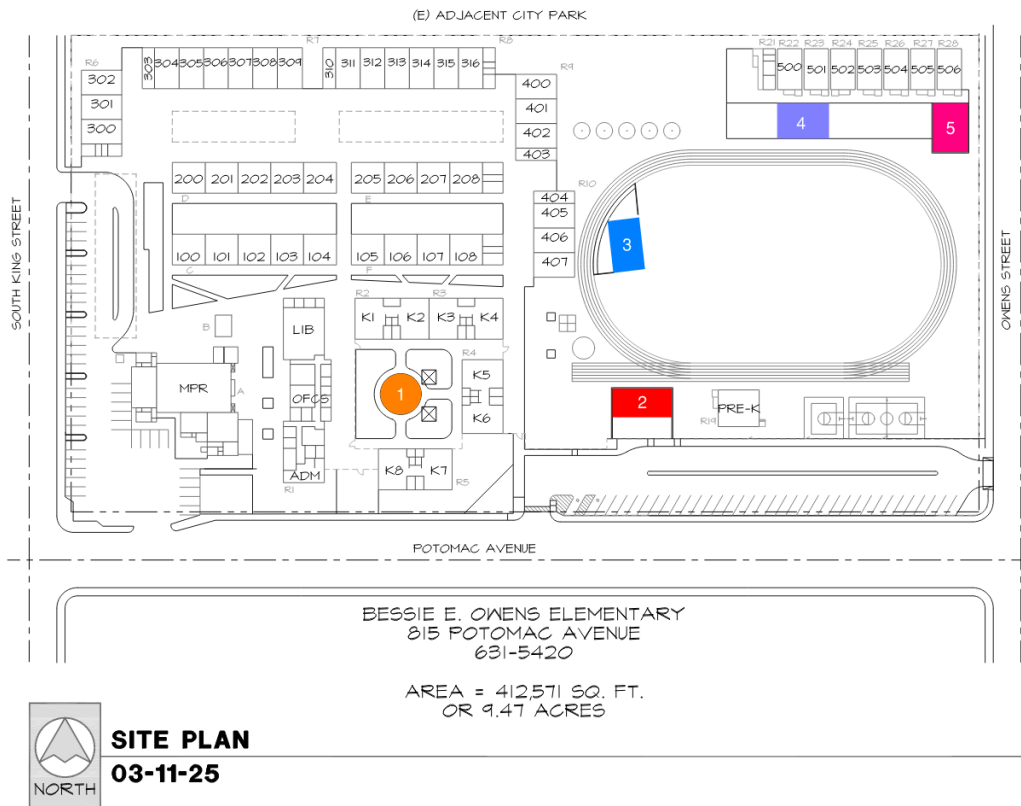 (E) ADJACENT CITY PARK
R6 R7 R8 R9 R21 R22 R23 R24 R25 R26 R27 R28
302 303 304 305 306 307 308 309 310 311 312 313 314 315 316
301
300
400
401
402
403
500 501 502 503 504 505 506
4 5
200 201 202 203 204 205 206 207 208
D E
R10
404
405
406
407
3
100 101 102 103 104 105 106 107 108
C F
SOUTH KING STREET
OWENS STREET
R2 R3
B LIB K1 K2 K3 K4
R4
MPR A OFCS 1 K5
K6
2 PRE-K
R19
ADM K8 K7
R1 R5
POTOMAC AVENUE
BESSIE E. OWENS ELEMENTARY
815 POTOMAC AVENUE
631-5420
AREA = 412,571 SQ. FT.
OR 9.47 ACRES
NORTH
SITE PLAN
03-11-25